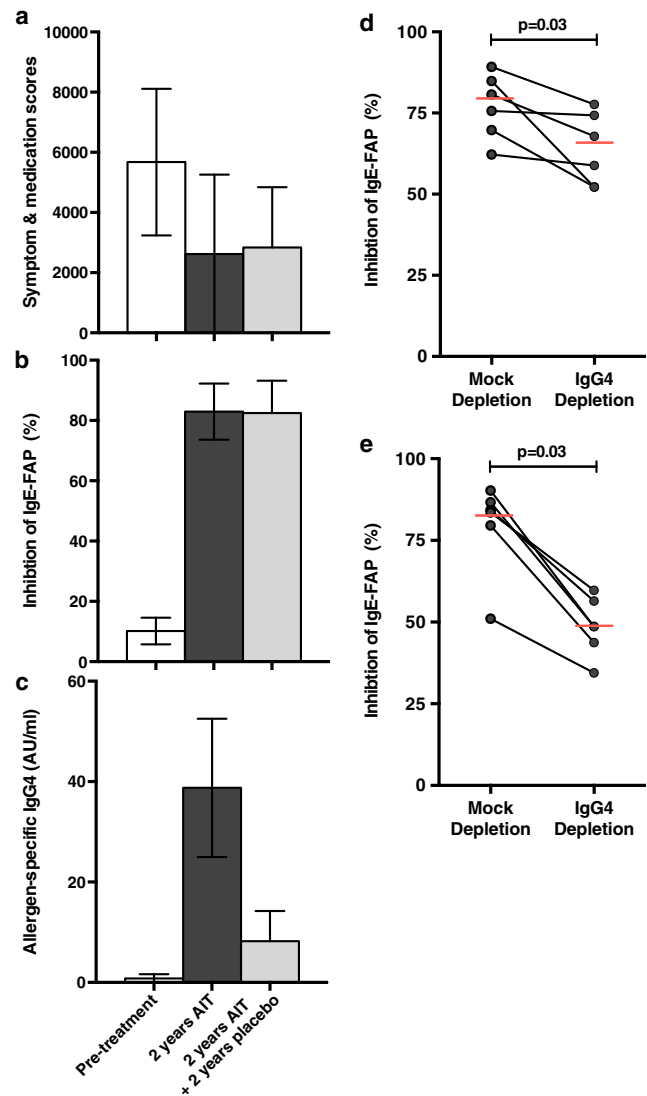 a
10000
8000
6000
4000
2000
0
Symptom & medication scores
b
100
80
60
40
20
0
Inhibtion of IgE-FAP (%)
c
60
40
20
0
Allergen-specific IgG4 (AU/ml)
Pre-treatment
2 years AIT
2 years AIT
+ 2 years placebo
d
p=0.03
100
75
50
25
0
Inhibtion of IgE-FAP (%)
Mock
Depletion
IgG4
Depletion
e
p=0.03
100
75
50
25
0
Inhibtion of IgE-FAP (%)
Mock
Depletion
IgG4
Depletion